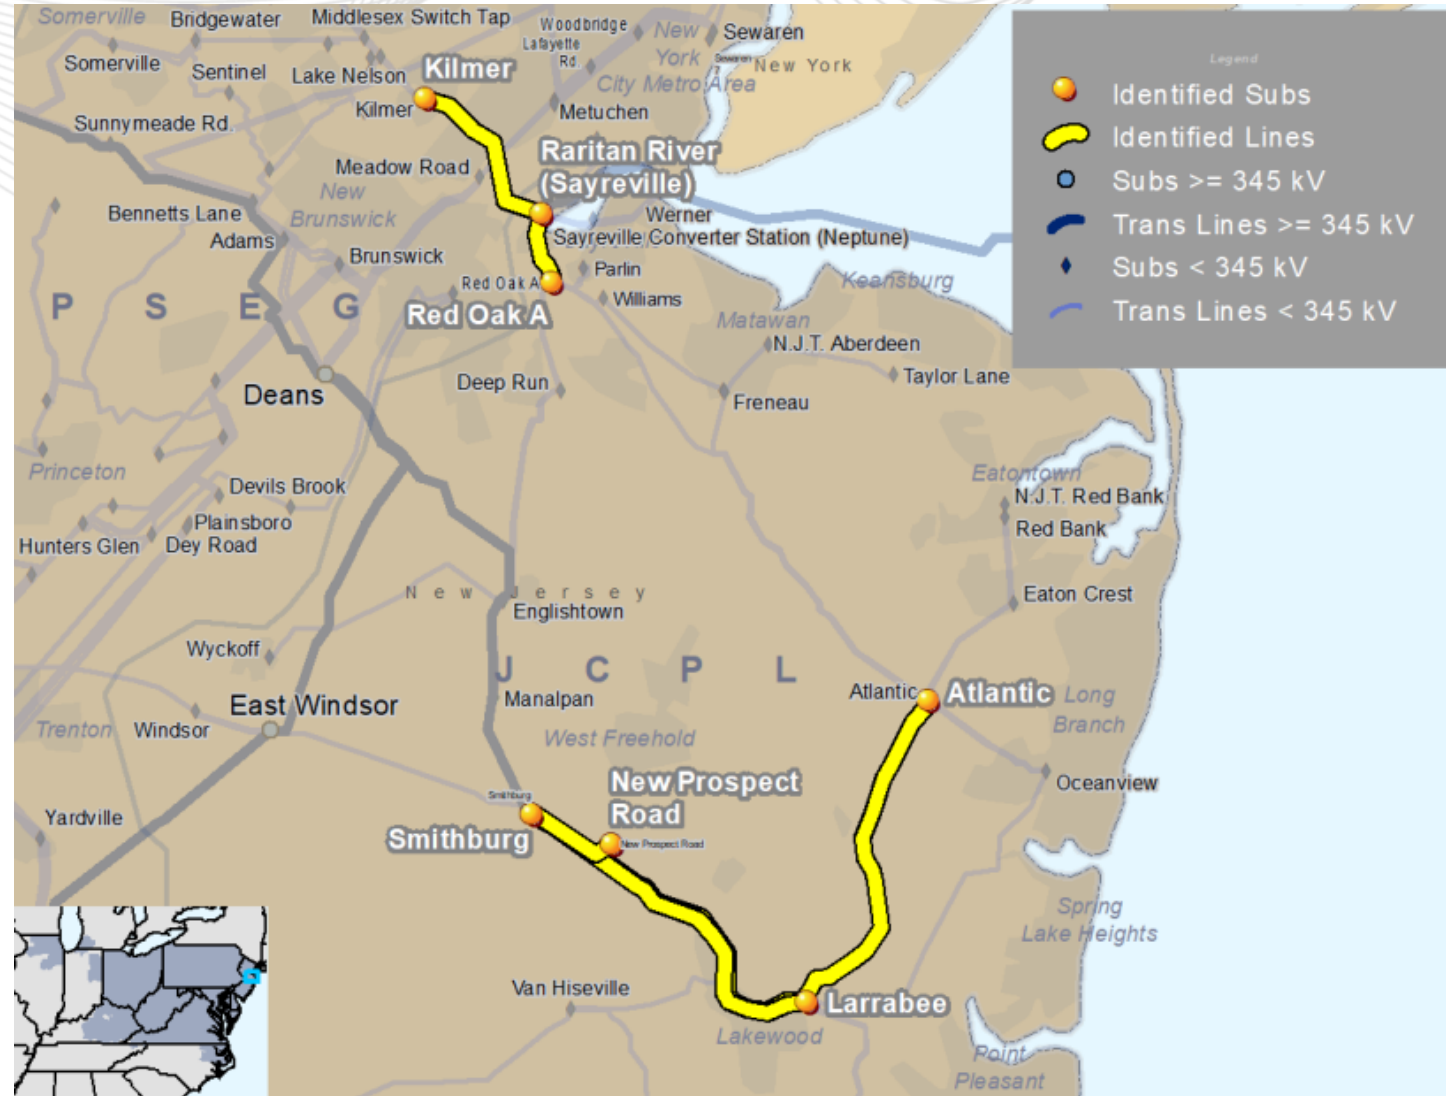 Somerville
Bridgewater
Middlesex Switch Tap
Woodbridge
New
York
City Metro Area
Sewaren
Lafayette
Rd.
Sewaren
New York
Somerville
Sentinel
Lake Nelson
Kilmer
Kilmer
Metuchen
Sunnymeade Rd.
Raritan River
(Sayreville)
Meadow Road
New
Brunswick
Bennetts Lane
Adams
Werner
Sayreville Converter Station (Neptune)
Brunswick
Parlin
Red Oak A
Williams
Keansburg
P S E G
Red Oak A
Matawan
N.J.T. Aberdeen
Deans
Deep Run
Taylor Lane
Freneau
Princeton
Eatontown
Devils Brook
N.J.T. Red Bank
Plainsboro
Red Bank
Hunters Glen
Dey Road
New Jersey
Eaton Crest
Englishtown
Wyckoff
J C P L
Manalpan
Atlantic
Atlantic
Long
Branch
East Windsor
Trenton
Windsor
West Freehold
New Prospect
Road
Oceanview
Smithburg
Smithburg
New Prospect Road
Yardville
Spring
Lake Heights
Van Hiseville
Larrabee
Lakewood
Point
Pleasant
Legend
Identified Subs
Identified Lines
Subs >= 345 kV
Trans Lines >= 345 kV
Subs < 345 kV
Trans Lines < 345 kV